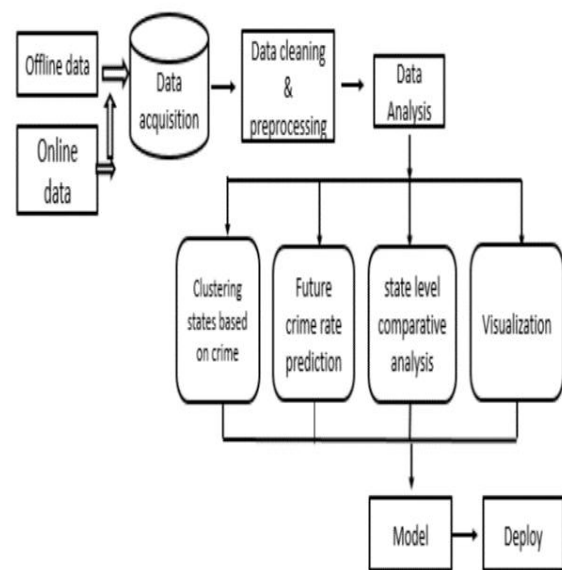 Offline data
Online
data
Data
acquisition
Data cleaning
&
preprocessing
Data
Analysis
Clustering
states based
on crime
Future
crime rate
prediction
state level
comparative
analysis
Visualization
Model
Deploy